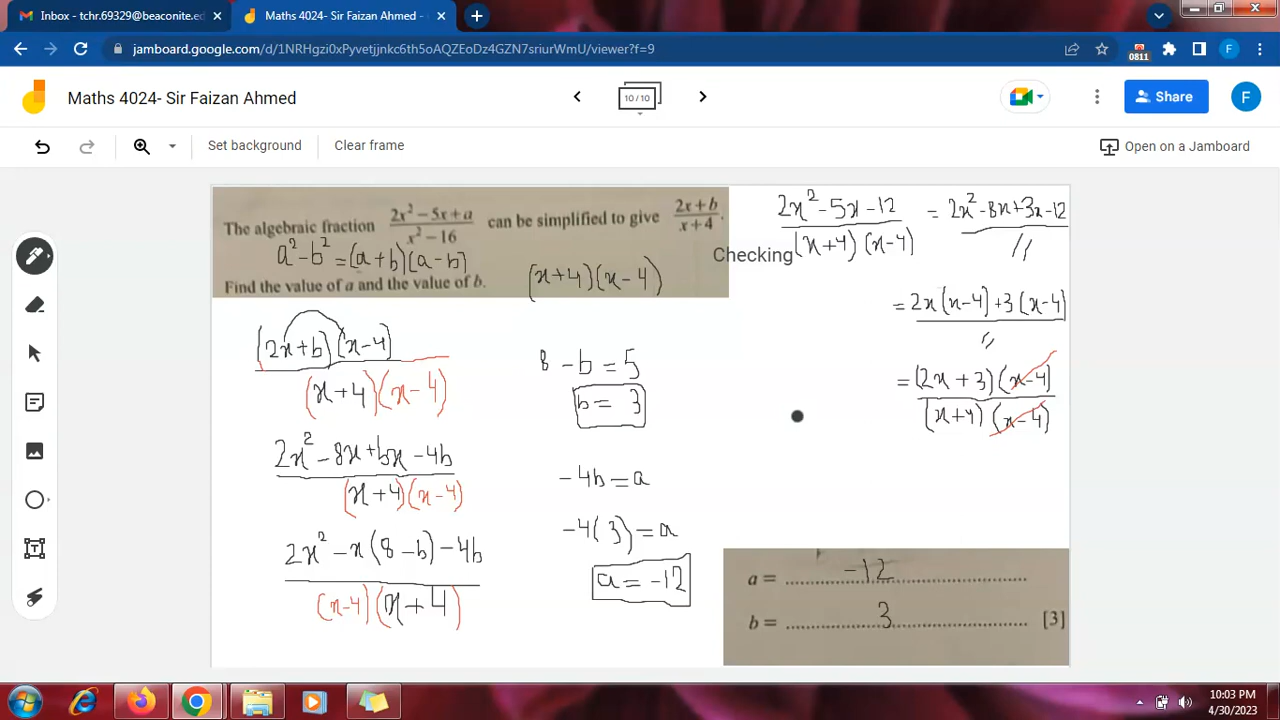 Inbox - tchr.69329@beaconite.ed
Maths 4024- Sir Faizan Ahmed -
jamboard.google.com/d/1NRHgzi0xPyvetjjnkc6th5oAQZEoDz4GZN7sriurWmU/viewer?f=9
0811
F
Maths 4024- Sir Faizan Ahmed
10 / 10
Share
F
Set background
Clear frame
Open on a Jamboard
The algebraic fraction (2x² – 5x + a)/(x² – 16) can be simplified to give (2x + b)/(x + 4).
a² - b² = (a+b)(a-b)
(x+4)(x-4)
Find the value of a and the value of b.
(2x+b)(x-4)
(x+4)(x-4)
2x² - 8x + bx - 4b
(x+4)(x-4)
2x² - x(8 - b) - 4b
(x-4)(x+4)
8 - b = 5
b = 3
-4b = a
-4(3) = a
a = -12
Checking
(2x² - 5x - 12)/((x+4)(x-4)) = (2x² - 8x + 3x - 12)/〃
= (2x(x-4) + 3(x-4))/〃
= ((2x+3)(x-4))/((x+4)(x-4))
a = -12
b = 3 [3]
10:03 PM
4/30/2023